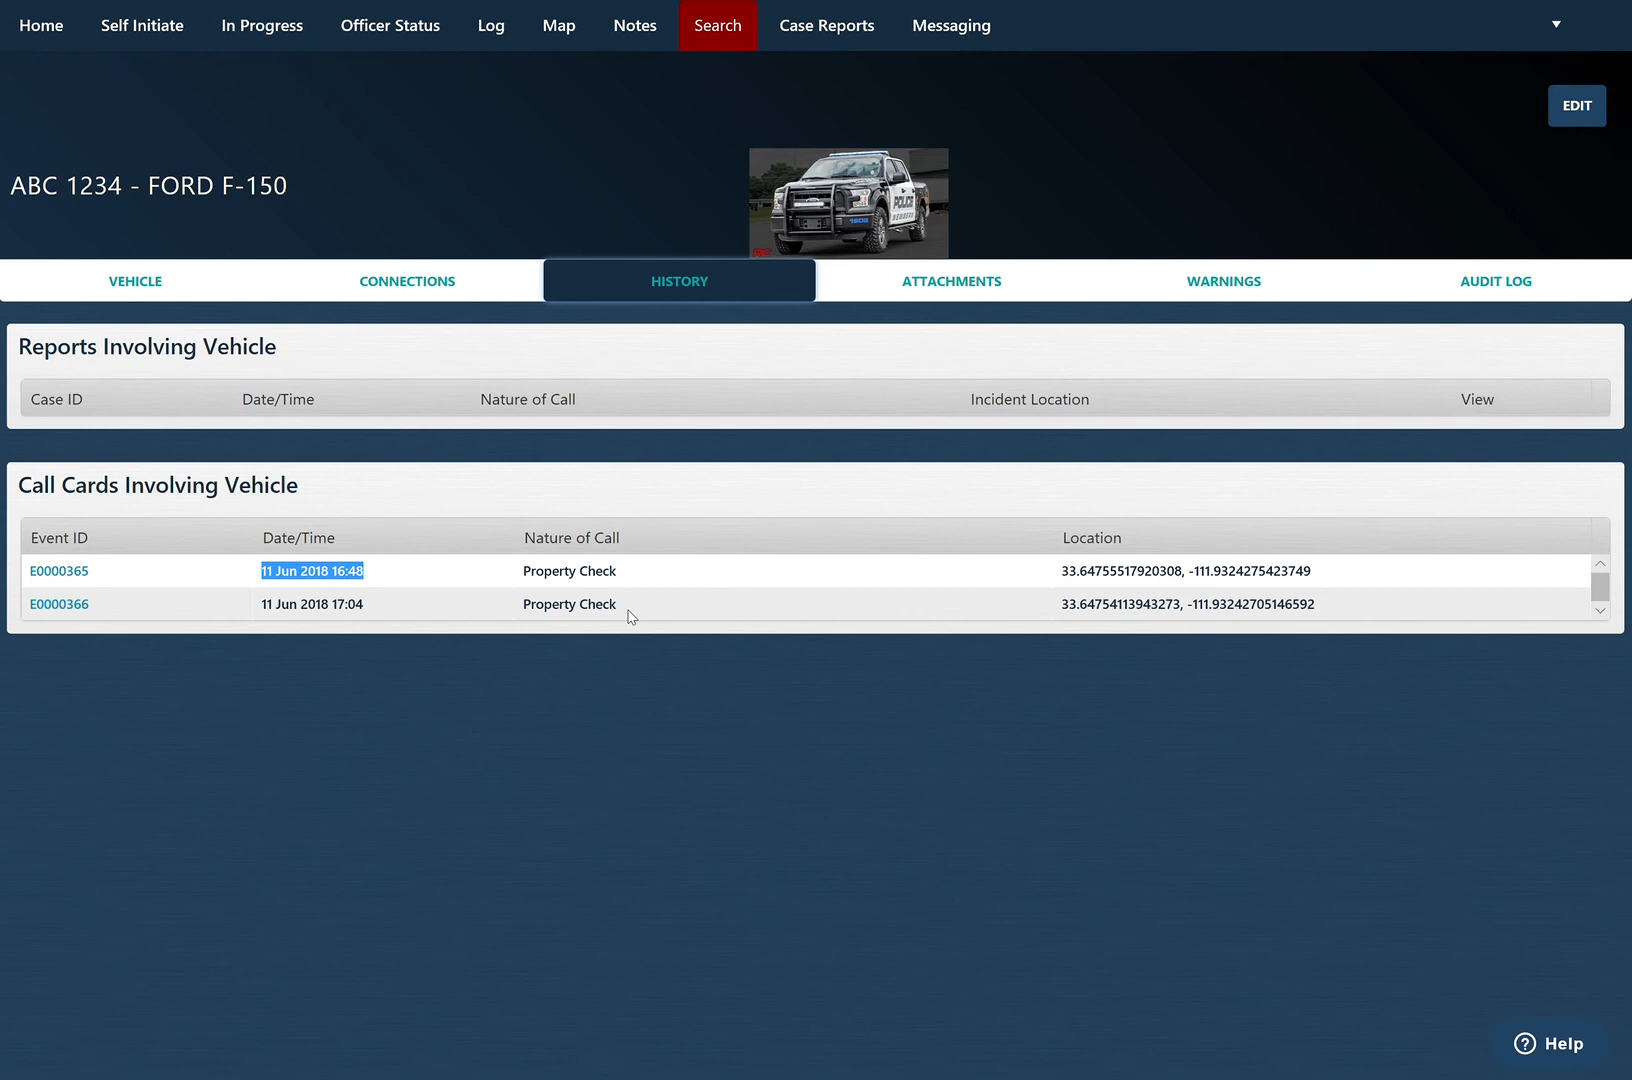 Home Self Initiate In Progress Officer Status Log Map Notes Search Case Reports Messaging
EDIT
ABC 1234 - FORD F-150
POLICE
VEHICLE CONNECTIONS HISTORY ATTACHMENTS WARNINGS AUDIT LOG
Reports Involving Vehicle
Case ID Date/Time Nature of Call Incident Location View
Call Cards Involving Vehicle
Event ID Date/Time Nature of Call Location
E0000365 11 Jun 2018 16:48 Property Check 33.64755517920308, -111.9324275423749
E0000366 11 Jun 2018 17:04 Property Check 33.64754113943273, -111.93242705146592
Help